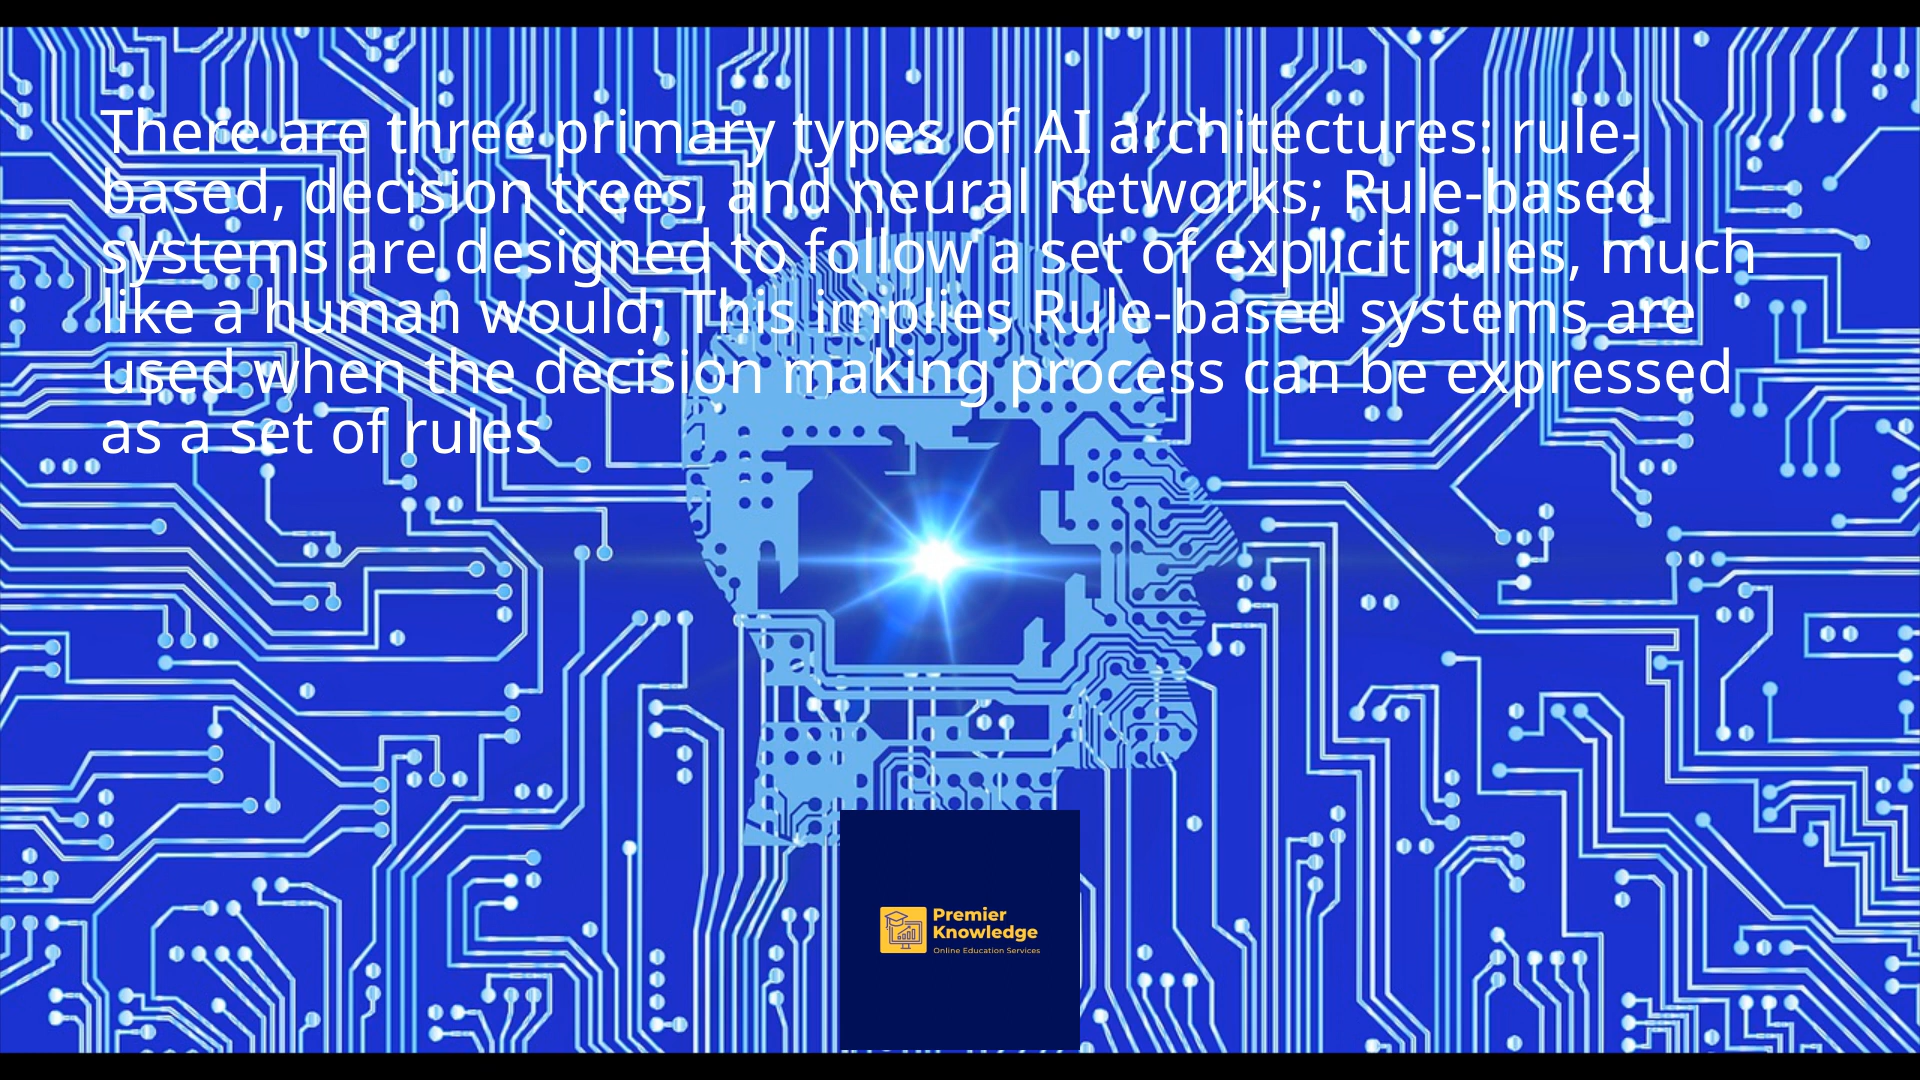 There are three primary types of AI architectures: rule-
based, decision trees, and neural networks; Rule-based
systems are designed to follow a set of explicit rules, much
like a human would; This implies Rule-based systems are
used when the decision making process can be expressed
as a set of rules
Premier
Knowledge
Online Education Services